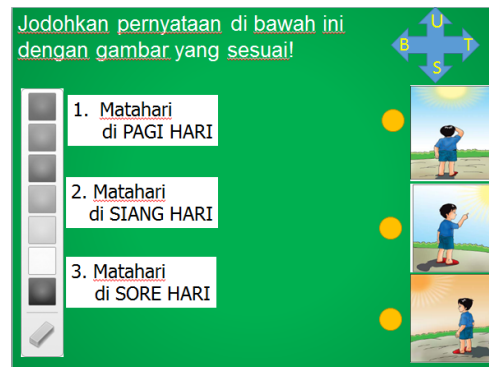 Jodohkan pernyataan di bawah ini
dengan gambar yang sesuai!
U
B T
S
1. Matahari
di PAGI HARI
2. Matahari
di SIANG HARI
3. Matahari
di SORE HARI